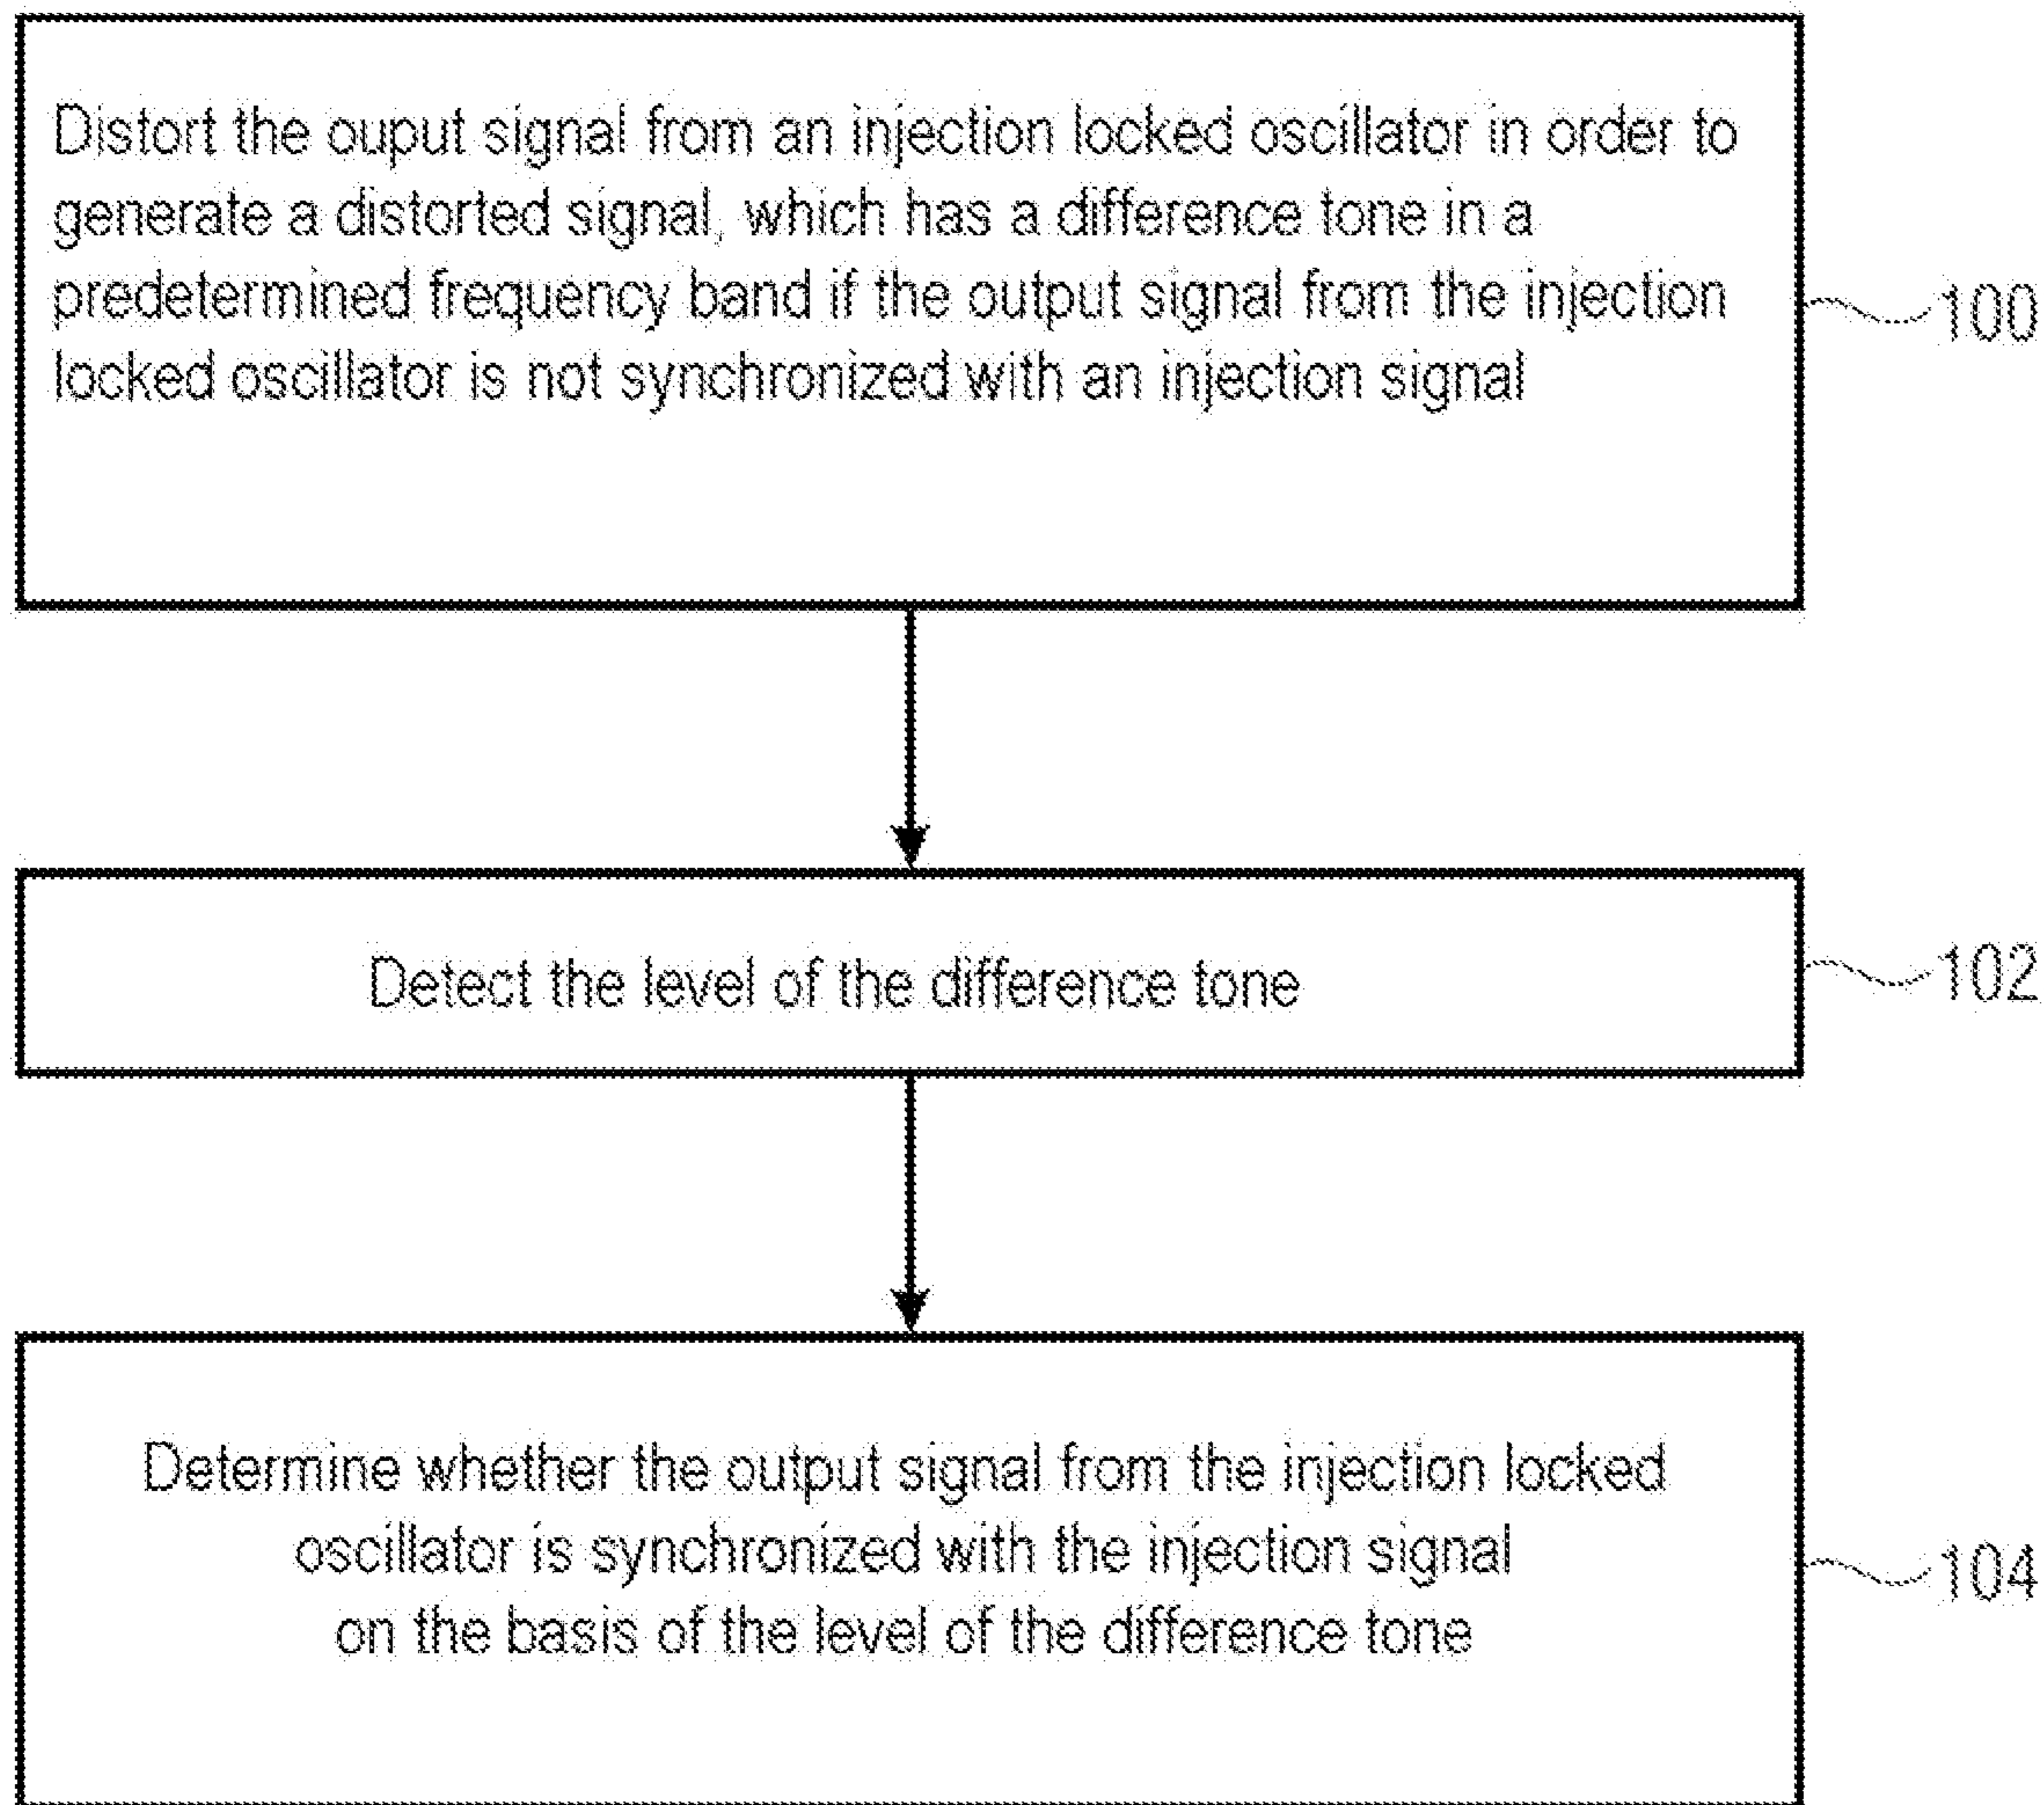 Distort the ouput signal from an injection locked oscillator in order to
generate a distorted signal, which has a difference tone in a
predetermined frequency band if the output signal from the injection
locked oscillator is not synchronized with an injection signal
100
Detect the level of the difference tone
102
Determine whether the output signal from the injection locked
oscillator is synchronized with the injection signal
on the basis of the level of the difference tone
104